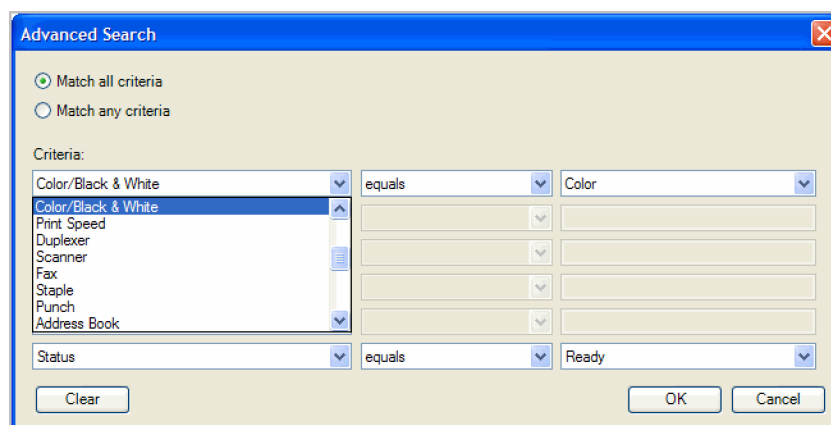 Advanced Search
Match all criteria
Match any criteria
Criteria:
Color/Black & White equals Color
Color/Black & White
Print Speed
Duplexer
Scanner
Fax
Staple
Punch
Address Book
Status equals Ready
Clear OK Cancel